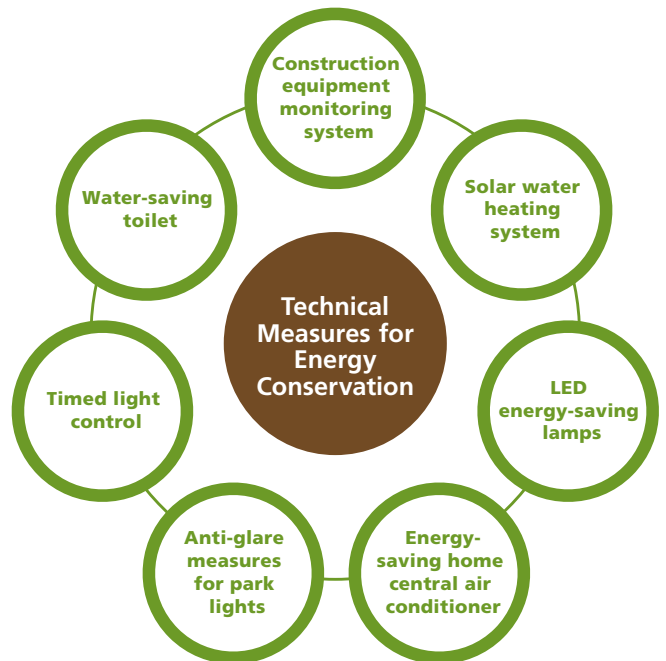 Construction
equipment
monitoring
system
Solar water
heating
system
LED
energy-saving
lamps
Energy-
saving home
central air
conditioner
Anti-glare
measures
for park
lights
Timed light
control
Water-saving
toilet
Technical
Measures for
Energy
Conservation